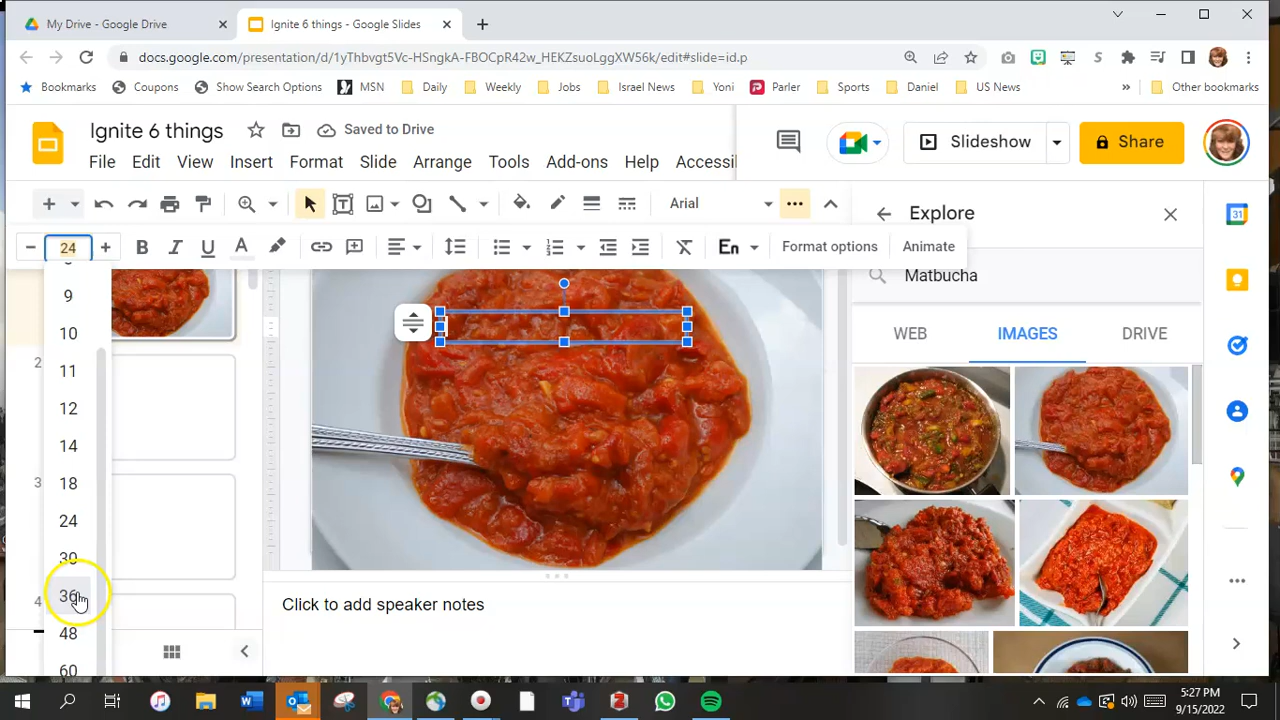 My Drive - Google Drive
Ignite 6 things - Google Slides
docs.google.com/presentation/d/1yThbvgt5Vc-HSngkA-FBOCpR42w_HEKZsuoLggXW56k/edit#slide=id.p
Bookmarks
Coupons
Show Search Options
MSN
Daily
Weekly
Jobs
Israel News
Yoni
Parler
Sports
Daniel
US News
Other bookmarks
Ignite 6 things
Saved to Drive
Slideshow
Share
File
Edit
View
Insert
Format
Slide
Arrange
Tools
Add-ons
Help
Accessil
Arial
Explore
24
En
Format options
Animate
Matbucha
9
10
11
12
14
18
24
30
36
48
60
2
3
4
WEB
IMAGES
DRIVE
Click to add speaker notes
5:27 PM
9/15/2022